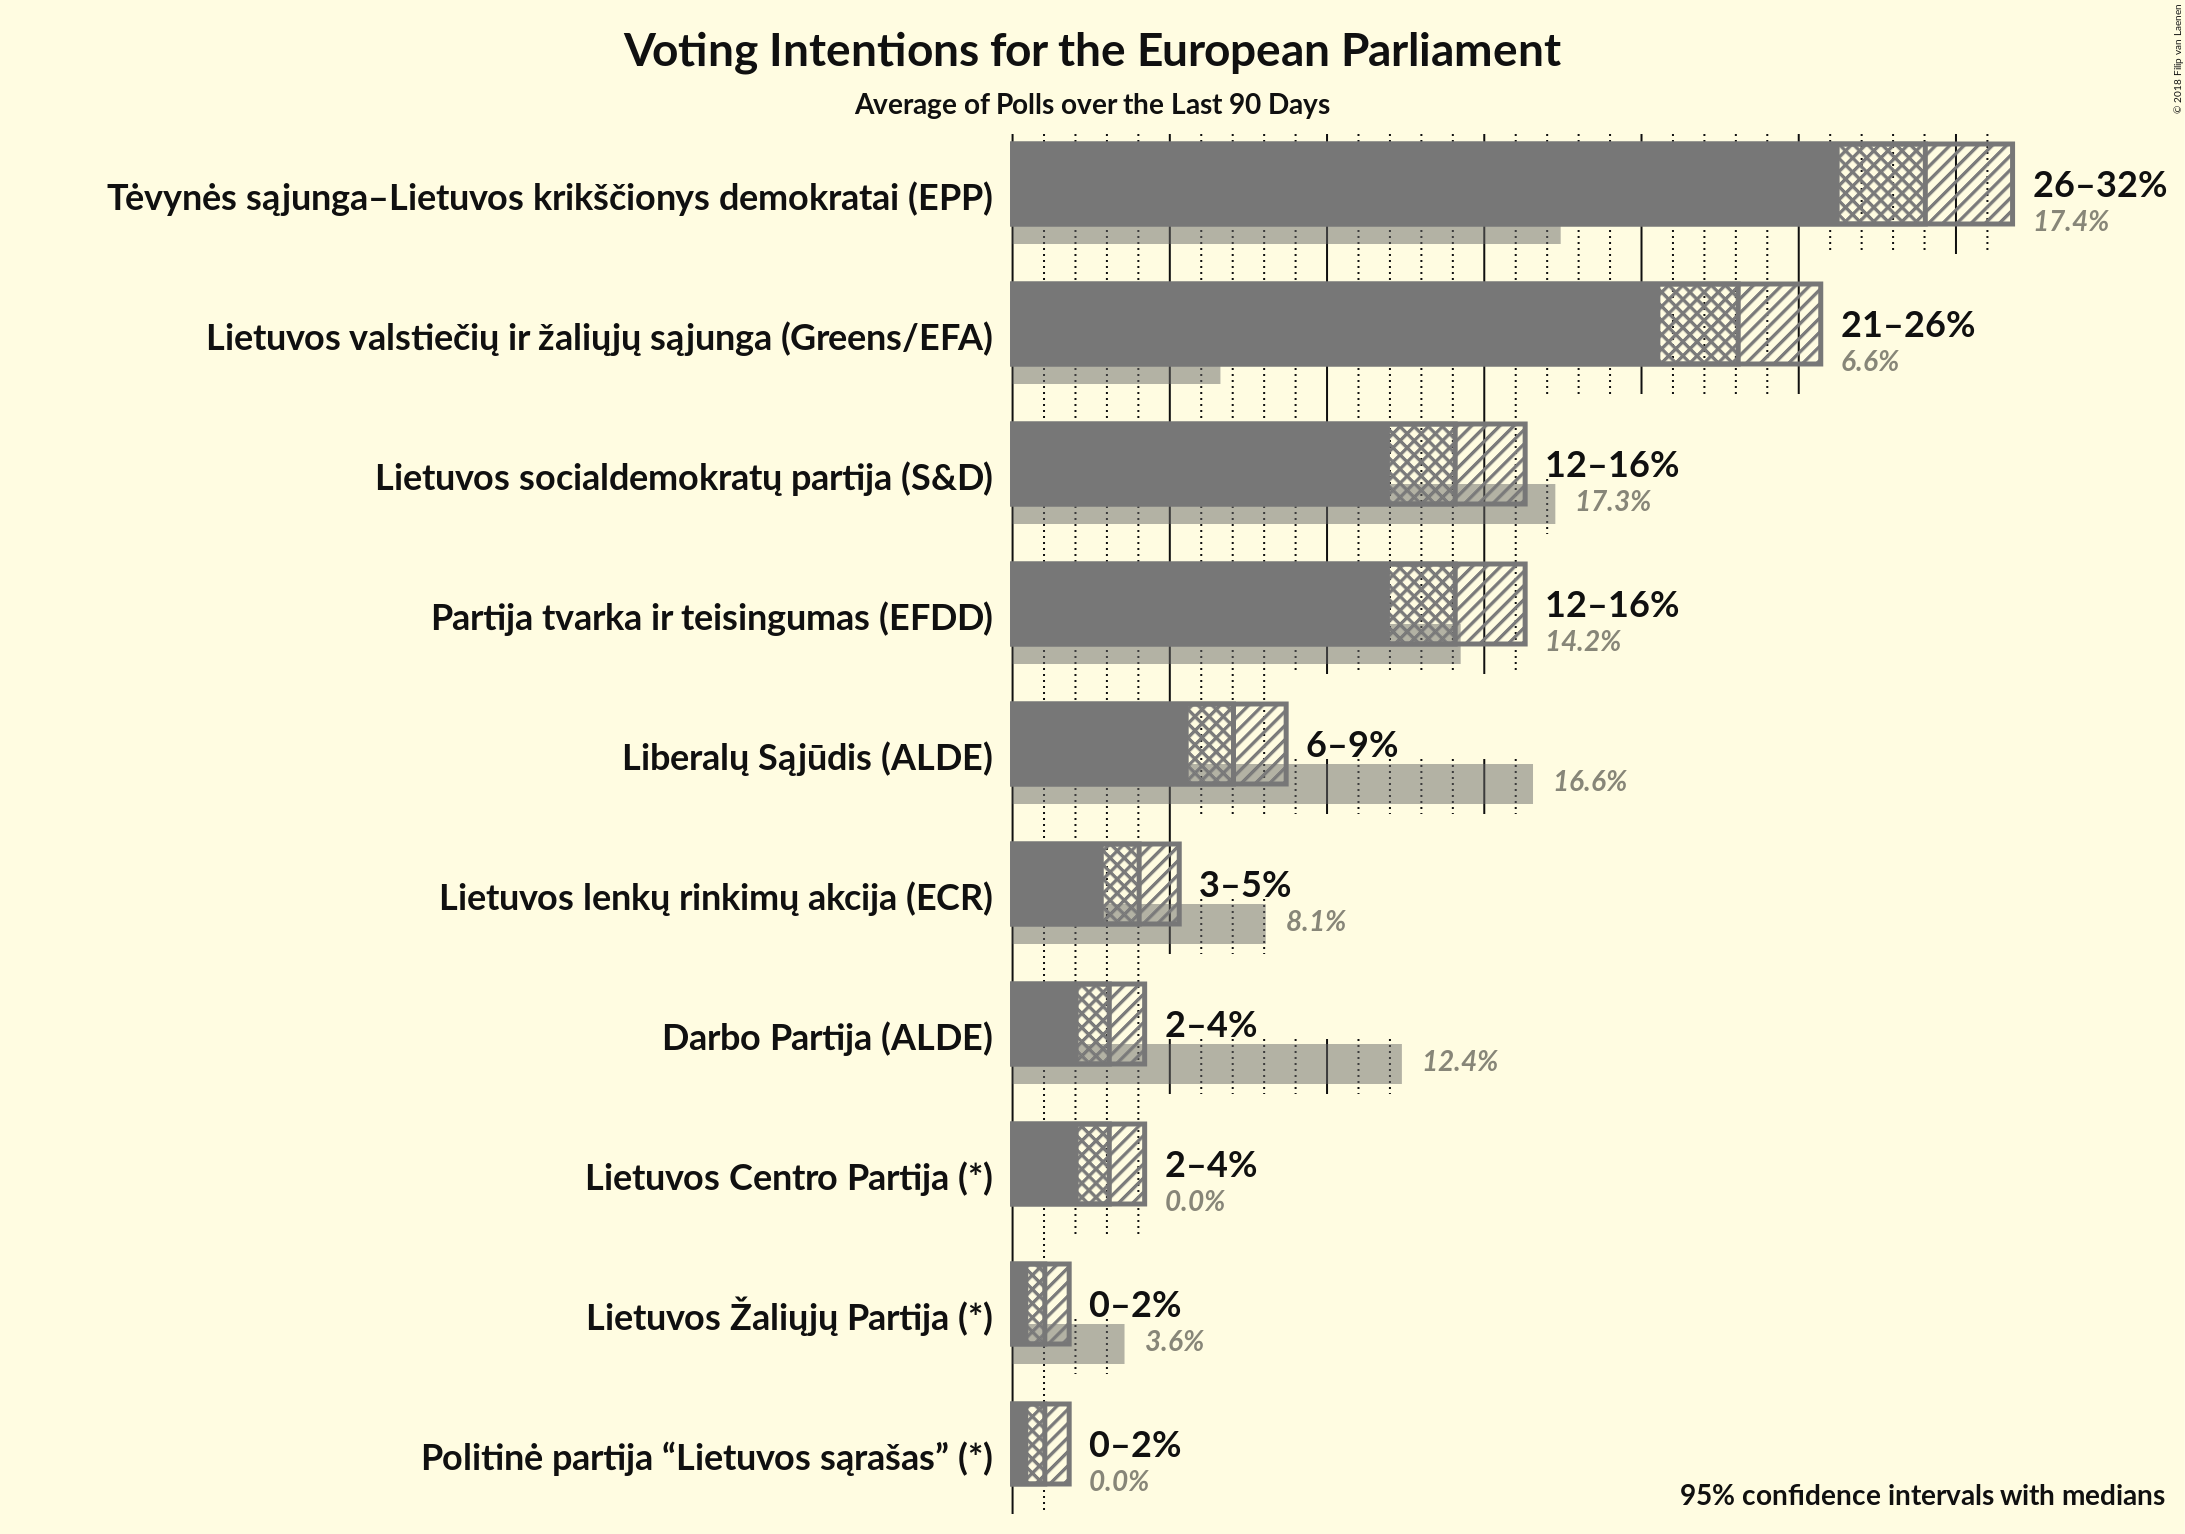 Voting Intentions for the European Parliament
Average of Polls over the Last 90 Days
© 2018 Filip van Laenen
Tėvynės sąjunga–Lietuvos krikščionys demokratai (EPP)
26–32%
17.4%
Lietuvos valstiečių ir žaliųjų sąjunga (Greens/EFA)
21–26%
6.6%
Lietuvos socialdemokratų partija (S&D)
12–16%
17.3%
Partija tvarka ir teisingumas (EFDD)
12–16%
14.2%
Liberalų Sąjūdis (ALDE)
6–9%
16.6%
Lietuvos lenkų rinkimų akcija (ECR)
3–5%
8.1%
Darbo Partija (ALDE)
2–4%
12.4%
Lietuvos Centro Partija (*)
2–4%
0.0%
Lietuvos Žaliųjų Partija (*)
0–2%
3.6%
Politinė partija “Lietuvos sąrašas” (*)
0–2%
0.0%
95% confidence intervals with medians